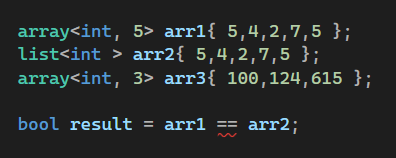 array<int, 5> arr1{ 5,4,2,7,5 };
list<int > arr2{ 5,4,2,7,5 };
array<int, 3> arr3{ 100,124,615 };
bool result = arr1 == arr2;